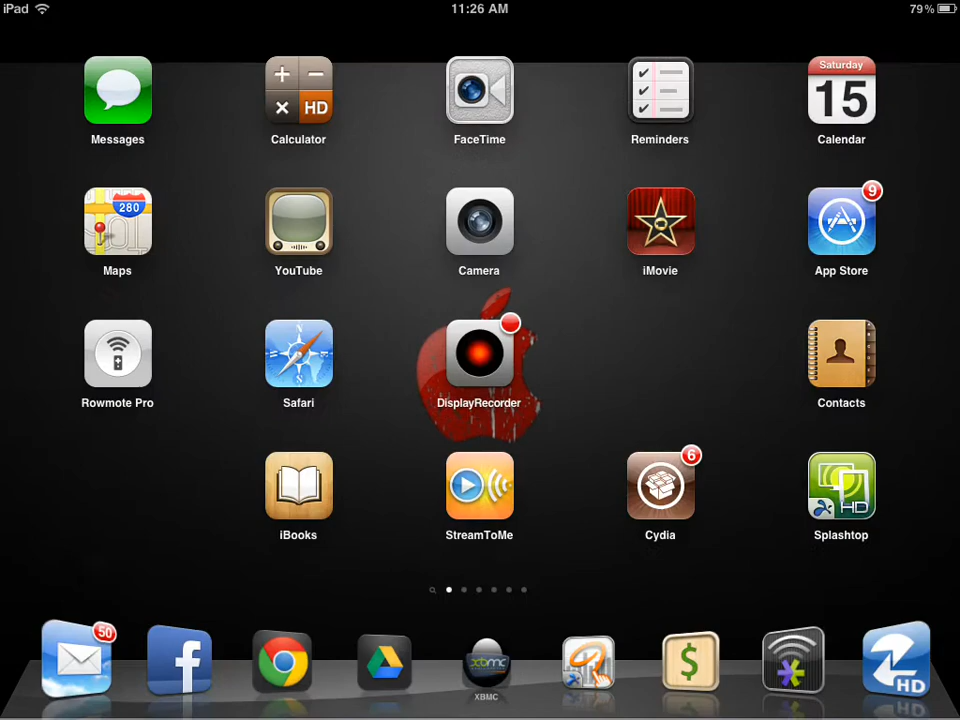 iPad 11:26 AM 79%
HD
Saturday
15
Messages Calculator FaceTime Reminders Calendar
280
9
Maps YouTube Camera iMovie App Store
Rowmote Pro Safari DisplayRecorder Contacts
6
HD
iBooks StreamToMe Cydia Splashtop
50
f
xbmc
$
HD
XBMC